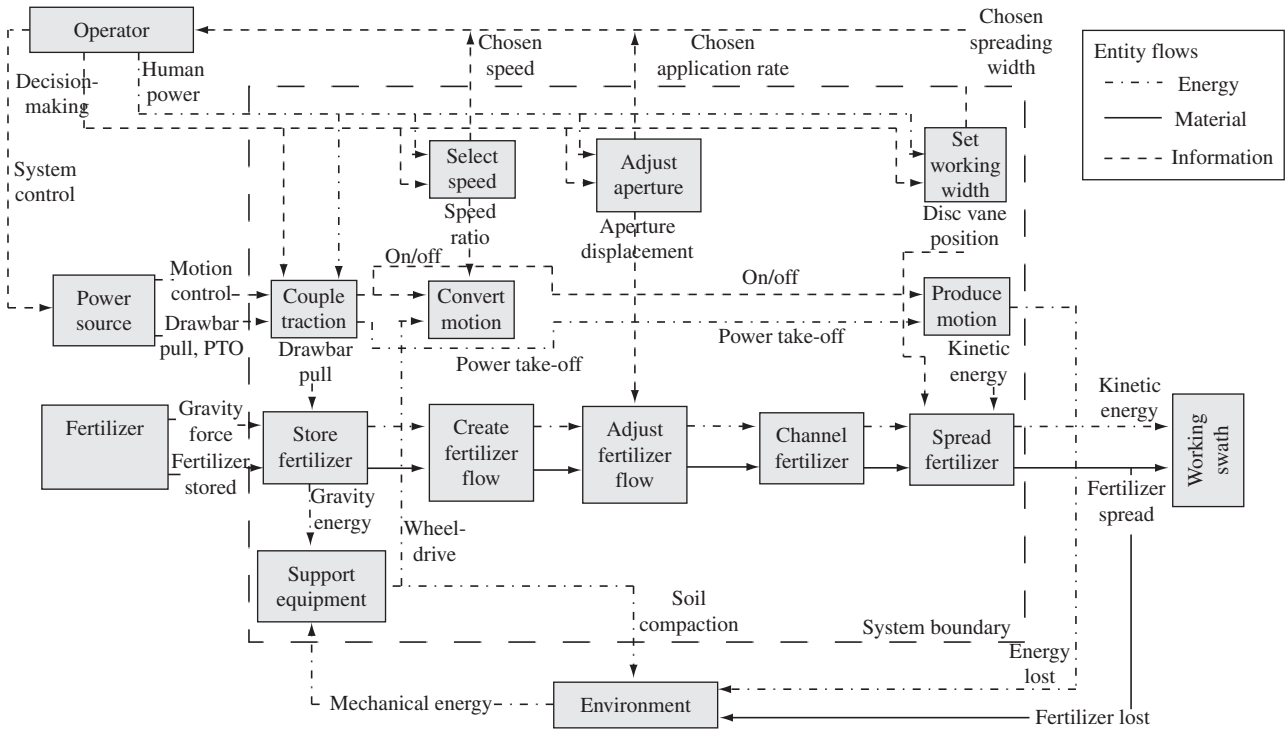 Operator
Chosen
speed
Chosen
application rate
Chosen
spreading
width
Entity flows
Energy
Material
Information
Decision-
making
Human
power
System
control
Select
speed
Adjust
aperture
Set
working
width
Speed
ratio
Aperture
displacement
Disc vane
position
Power
source
Motion
control
Drawbar
pull, PTO
Couple
traction
On/off
Convert
motion
On/off
Produce
motion
Drawbar
pull
Power take-off
Power take-off
Kinetic
energy
Kinetic
energy
Fertilizer
Gravity
force
Fertilizer
stored
Store
fertilizer
Create
fertilizer
flow
Adjust
fertilizer
flow
Channel
fertilizer
Spread
fertilizer
Working
swath
Gravity
energy
Wheel-
drive
Fertilizer
spread
Support
equipment
Soil
compaction
System boundary
Energy
lost
Mechanical energy
Environment
Fertilizer lost